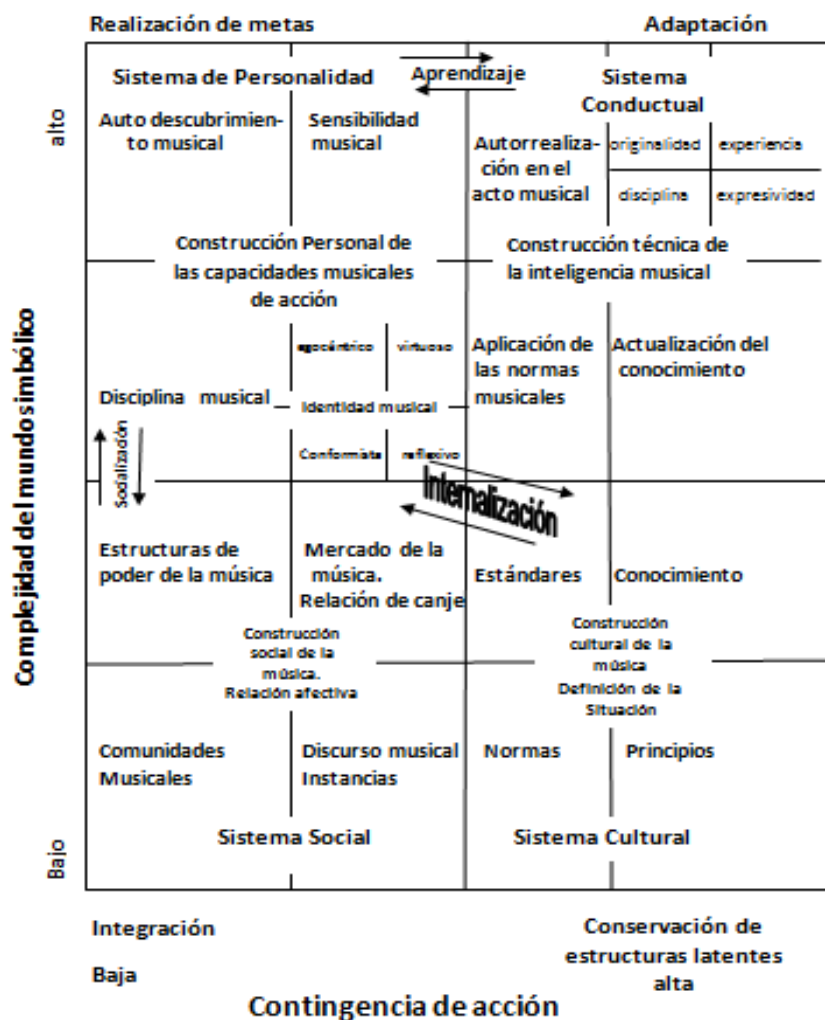 Realización de metas
Adaptación
Sistema de Personalidad
Aprendizaje
Sistema
Conductual
alto
Auto descubrimien-
to musical
Sensibilidad
musical
Autorrealiza-
ción en el
acto musical
originalidad
experiencia
disciplina
expresividad
Construcción Personal de
las capacidades musicales
de acción
Construcción técnica de
la inteligencia musical
egocéntrico
virtuoso
Aplicación de
las normas
musicales
Actualización del
conocimiento
Disciplina musical
Identidad musical
Conformista
reflexivo
Complejidad del mundo simbólico
Socialización
Internalización
Estructuras de
poder de la música
Mercado de la
música.
Relación de canje
Estándares
Conocimiento
Construcción
social de la
música.
Relación afectiva
Construcción
cultural de la
música
Definición de la
Situación
Comunidades
Musicales
Discurso musical
Instancias
Normas
Principios
Bajo
Sistema Social
Sistema Cultural
Integración
Baja
Conservación de
estructuras latentes
alta
Contingencia de acción